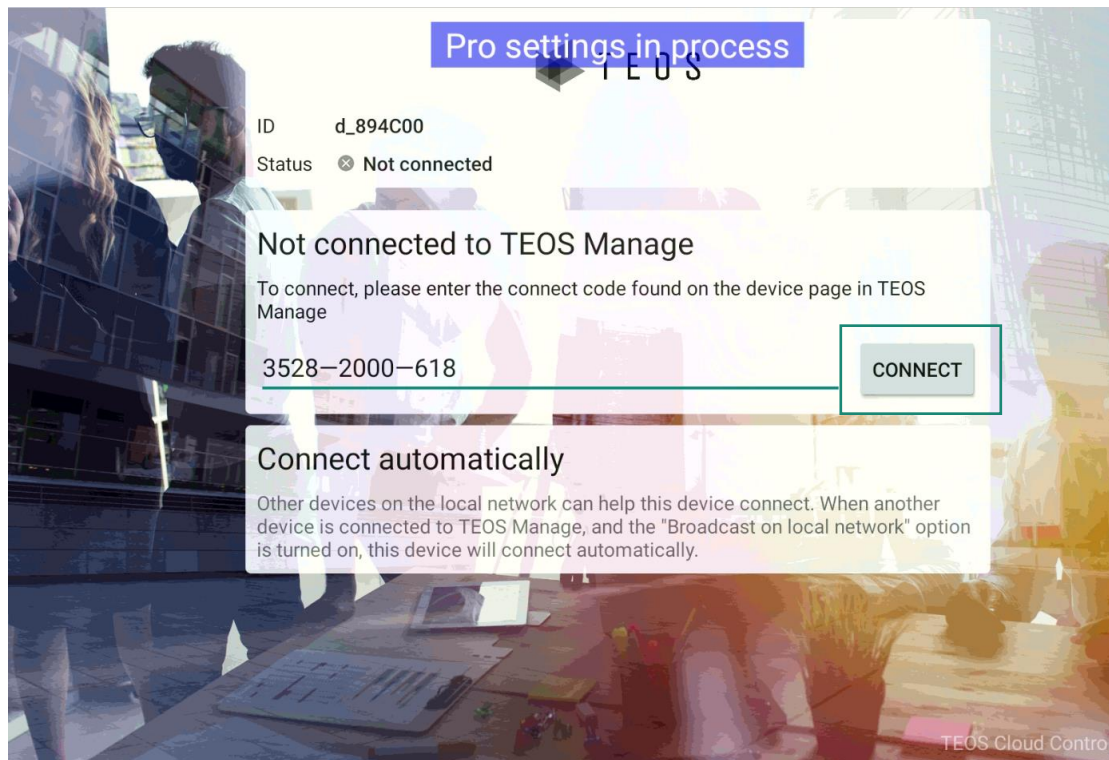 Pro settings in process
TEOS
ID d_894C00
Status Not connected
Not connected to TEOS Manage
To connect, please enter the connect code found on the device page in TEOS
Manage
3528—2000—618
CONNECT
Connect automatically
Other devices on the local network can help this device connect. When another
device is connected to TEOS Manage, and the "Broadcast on local network" option
is turned on, this device will connect automatically.
TEOS Cloud Contro